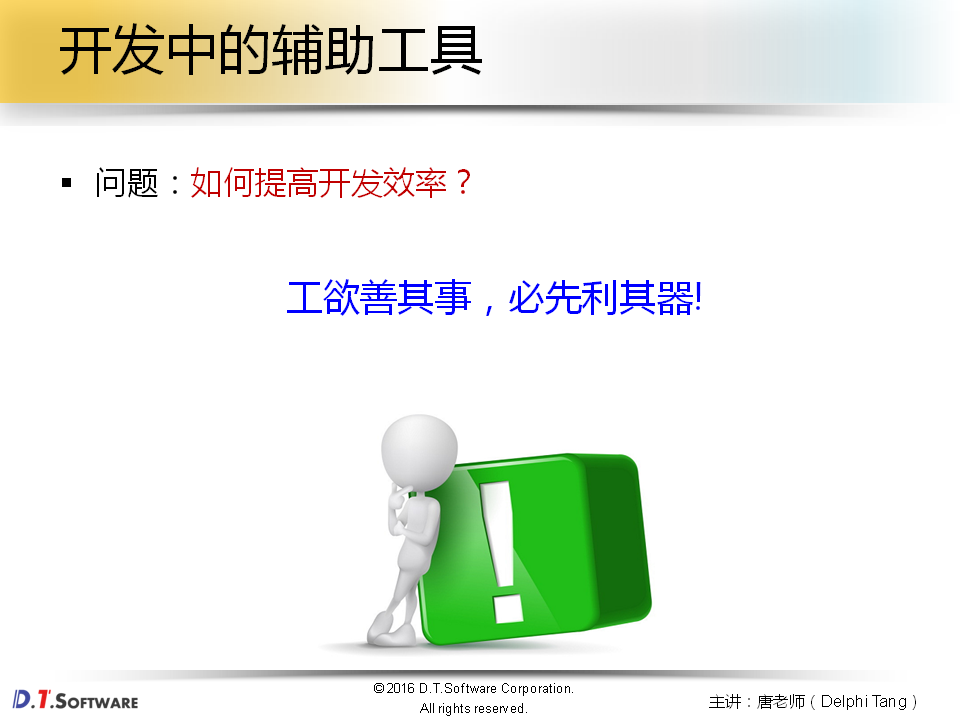 开发中的辅助工具
▪ 问题：如何提高开发效率？
工欲善其事，必先利其器!
!
D.T.SOFTWARE
©2016 D.T.Software Corporation.
All rights reserved.
主讲：唐老师（Delphi Tang）